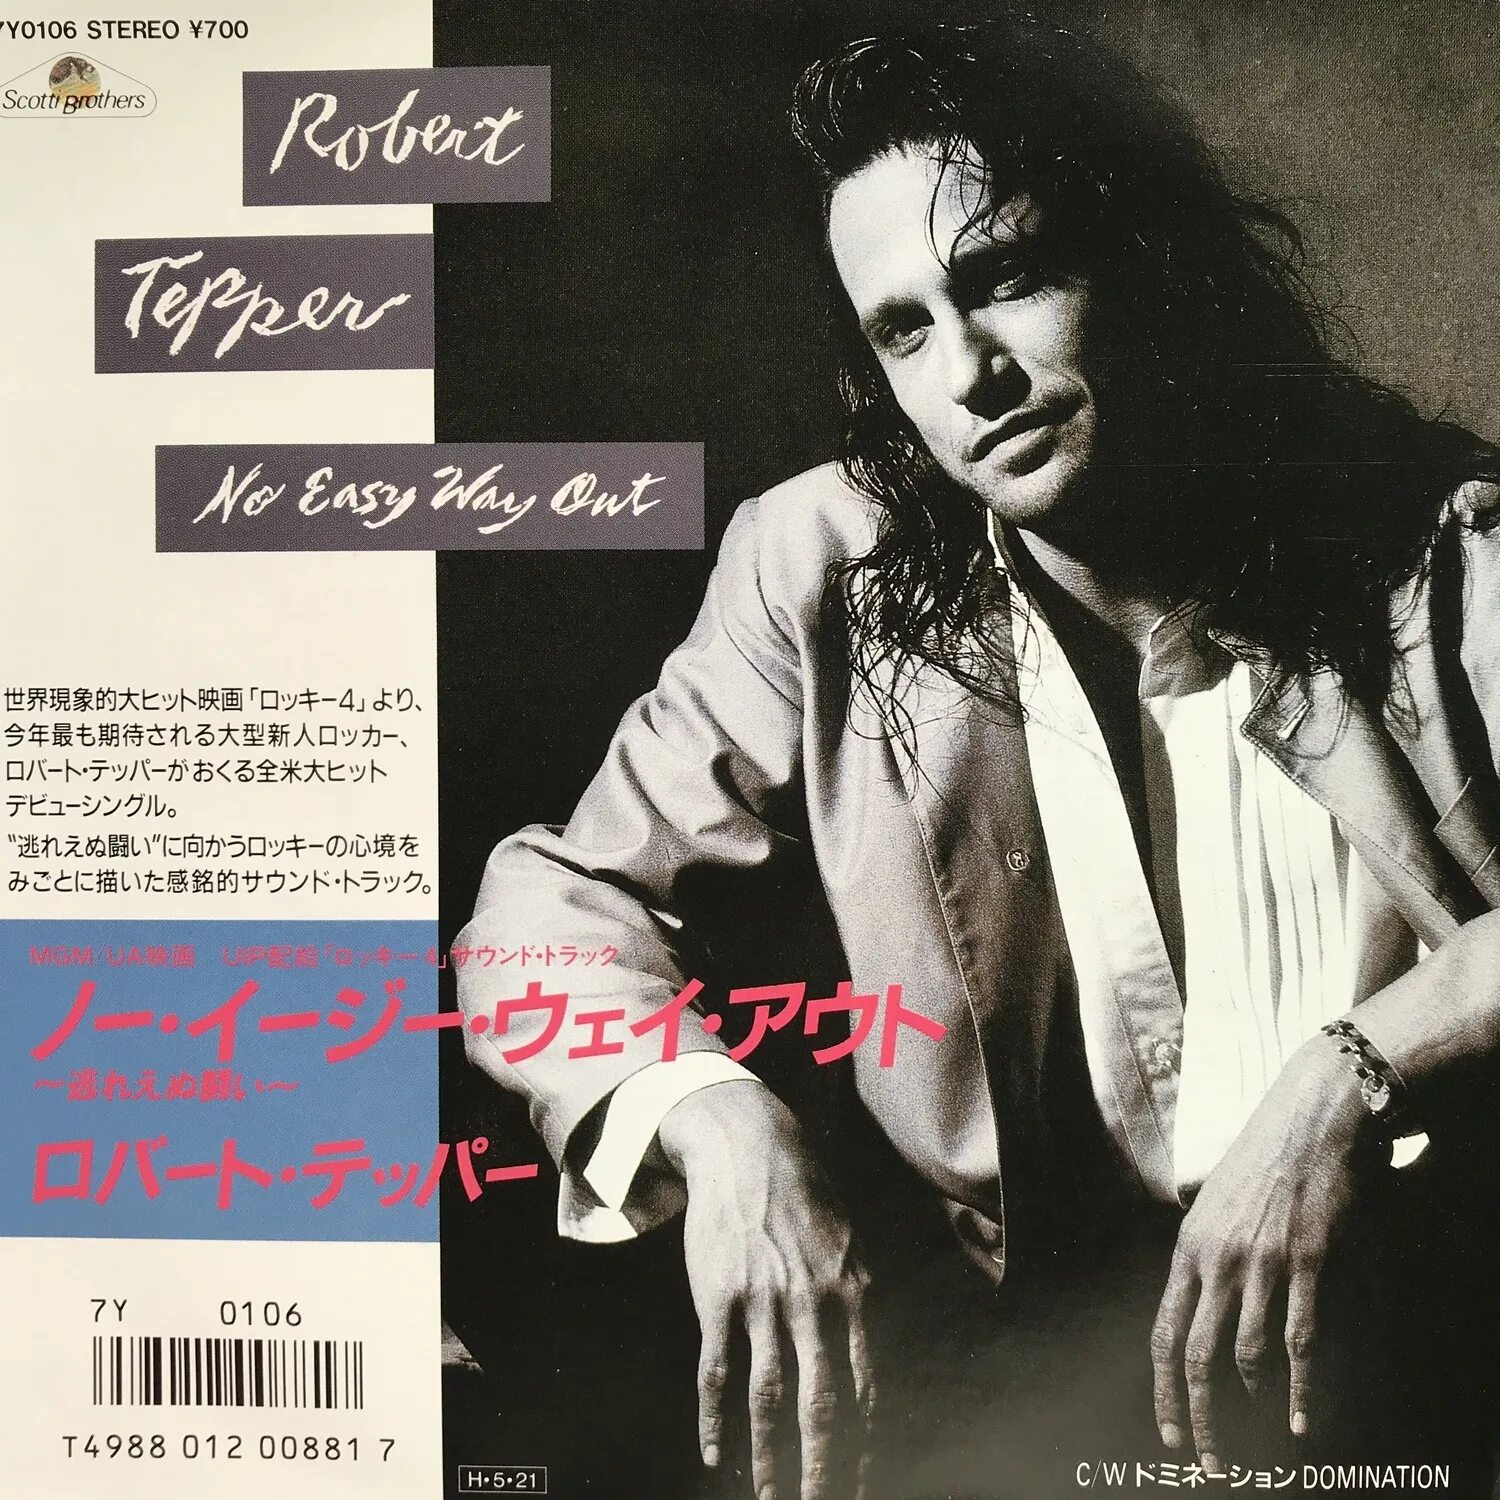 7Y0106 STEREO ¥700
Scotti Brothers
Robert
Tepper
No Easy Way Out
世界現象的大ヒット映画「ロッキー4」より、
今年最も期待される大型新人ロッカー、
ロバート・テッパーがおくる全米大ヒット
デビューシングル。
"逃れえぬ闘い"に向かうロッキーの心境を
みごとに描いた感銘的サウンド・トラック。
MGM/UA映画 UIP配給「ロッキー4」サウンド・トラック
ノー・イージー・ウェイ・アウト
～逃れえぬ闘い～
ロバート・テッパー
7Y 0106
T4988 012 00881 7
H・5・21
C/W ドミネーション DOMINATION